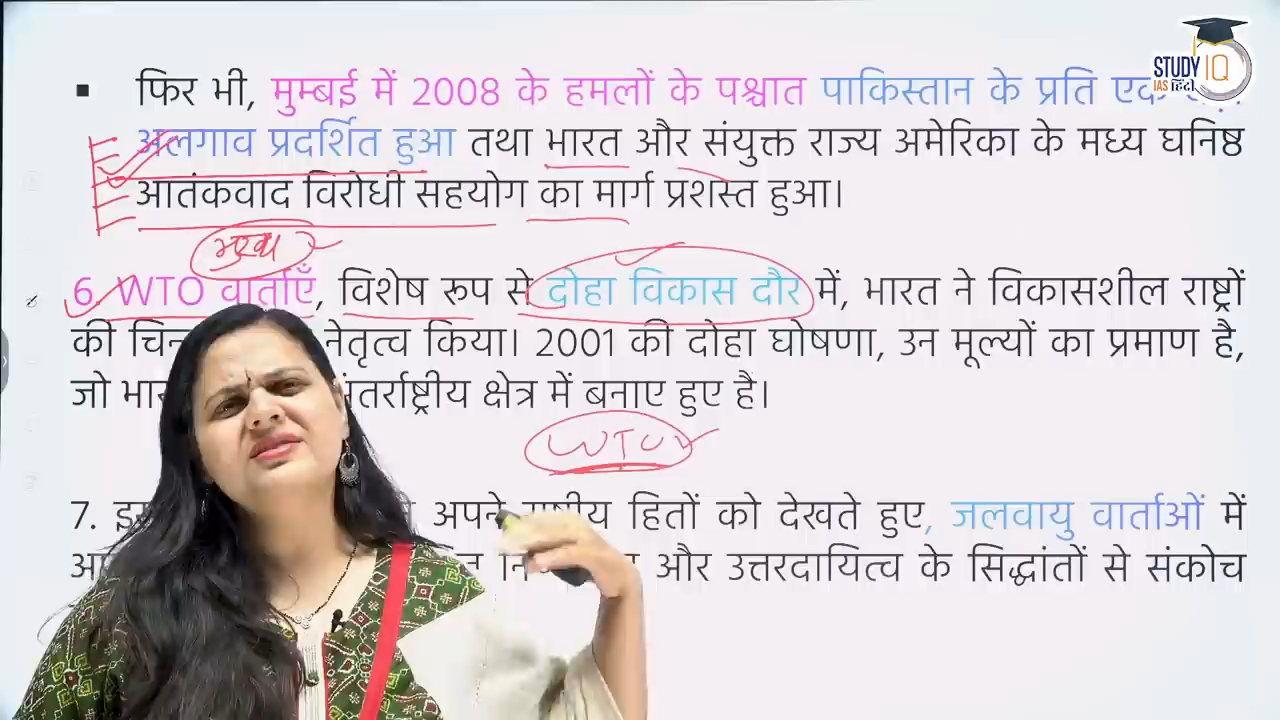 STUDY IQ
IAS हिंदी
▪ फिर भी, मुम्बई में 2008 के हमलों के पश्चात पाकिस्तान के प्रति एक
अलगाव प्रदर्शित हुआ तथा भारत और संयुक्त राज्य अमेरिका के मध्य घनिष्ठ
आतंकवाद विरोधी सहयोग का मार्ग प्रशस्त हुआ।
6. WTO वार्ताएँ, विशेष रूप से दोहा विकास दौर में, भारत ने विकासशील राष्ट्रों
की नेतृत्व किया। 2001 की दोहा घोषणा, उन मूल्यों का प्रमाण है,
जो क्षेत्र में बनाए हुए है।
WTO
7. अपने हितों को देखते हुए, जलवायु वार्ताओं में
और उत्तरदायित्व के सिद्धांतों से संकोच